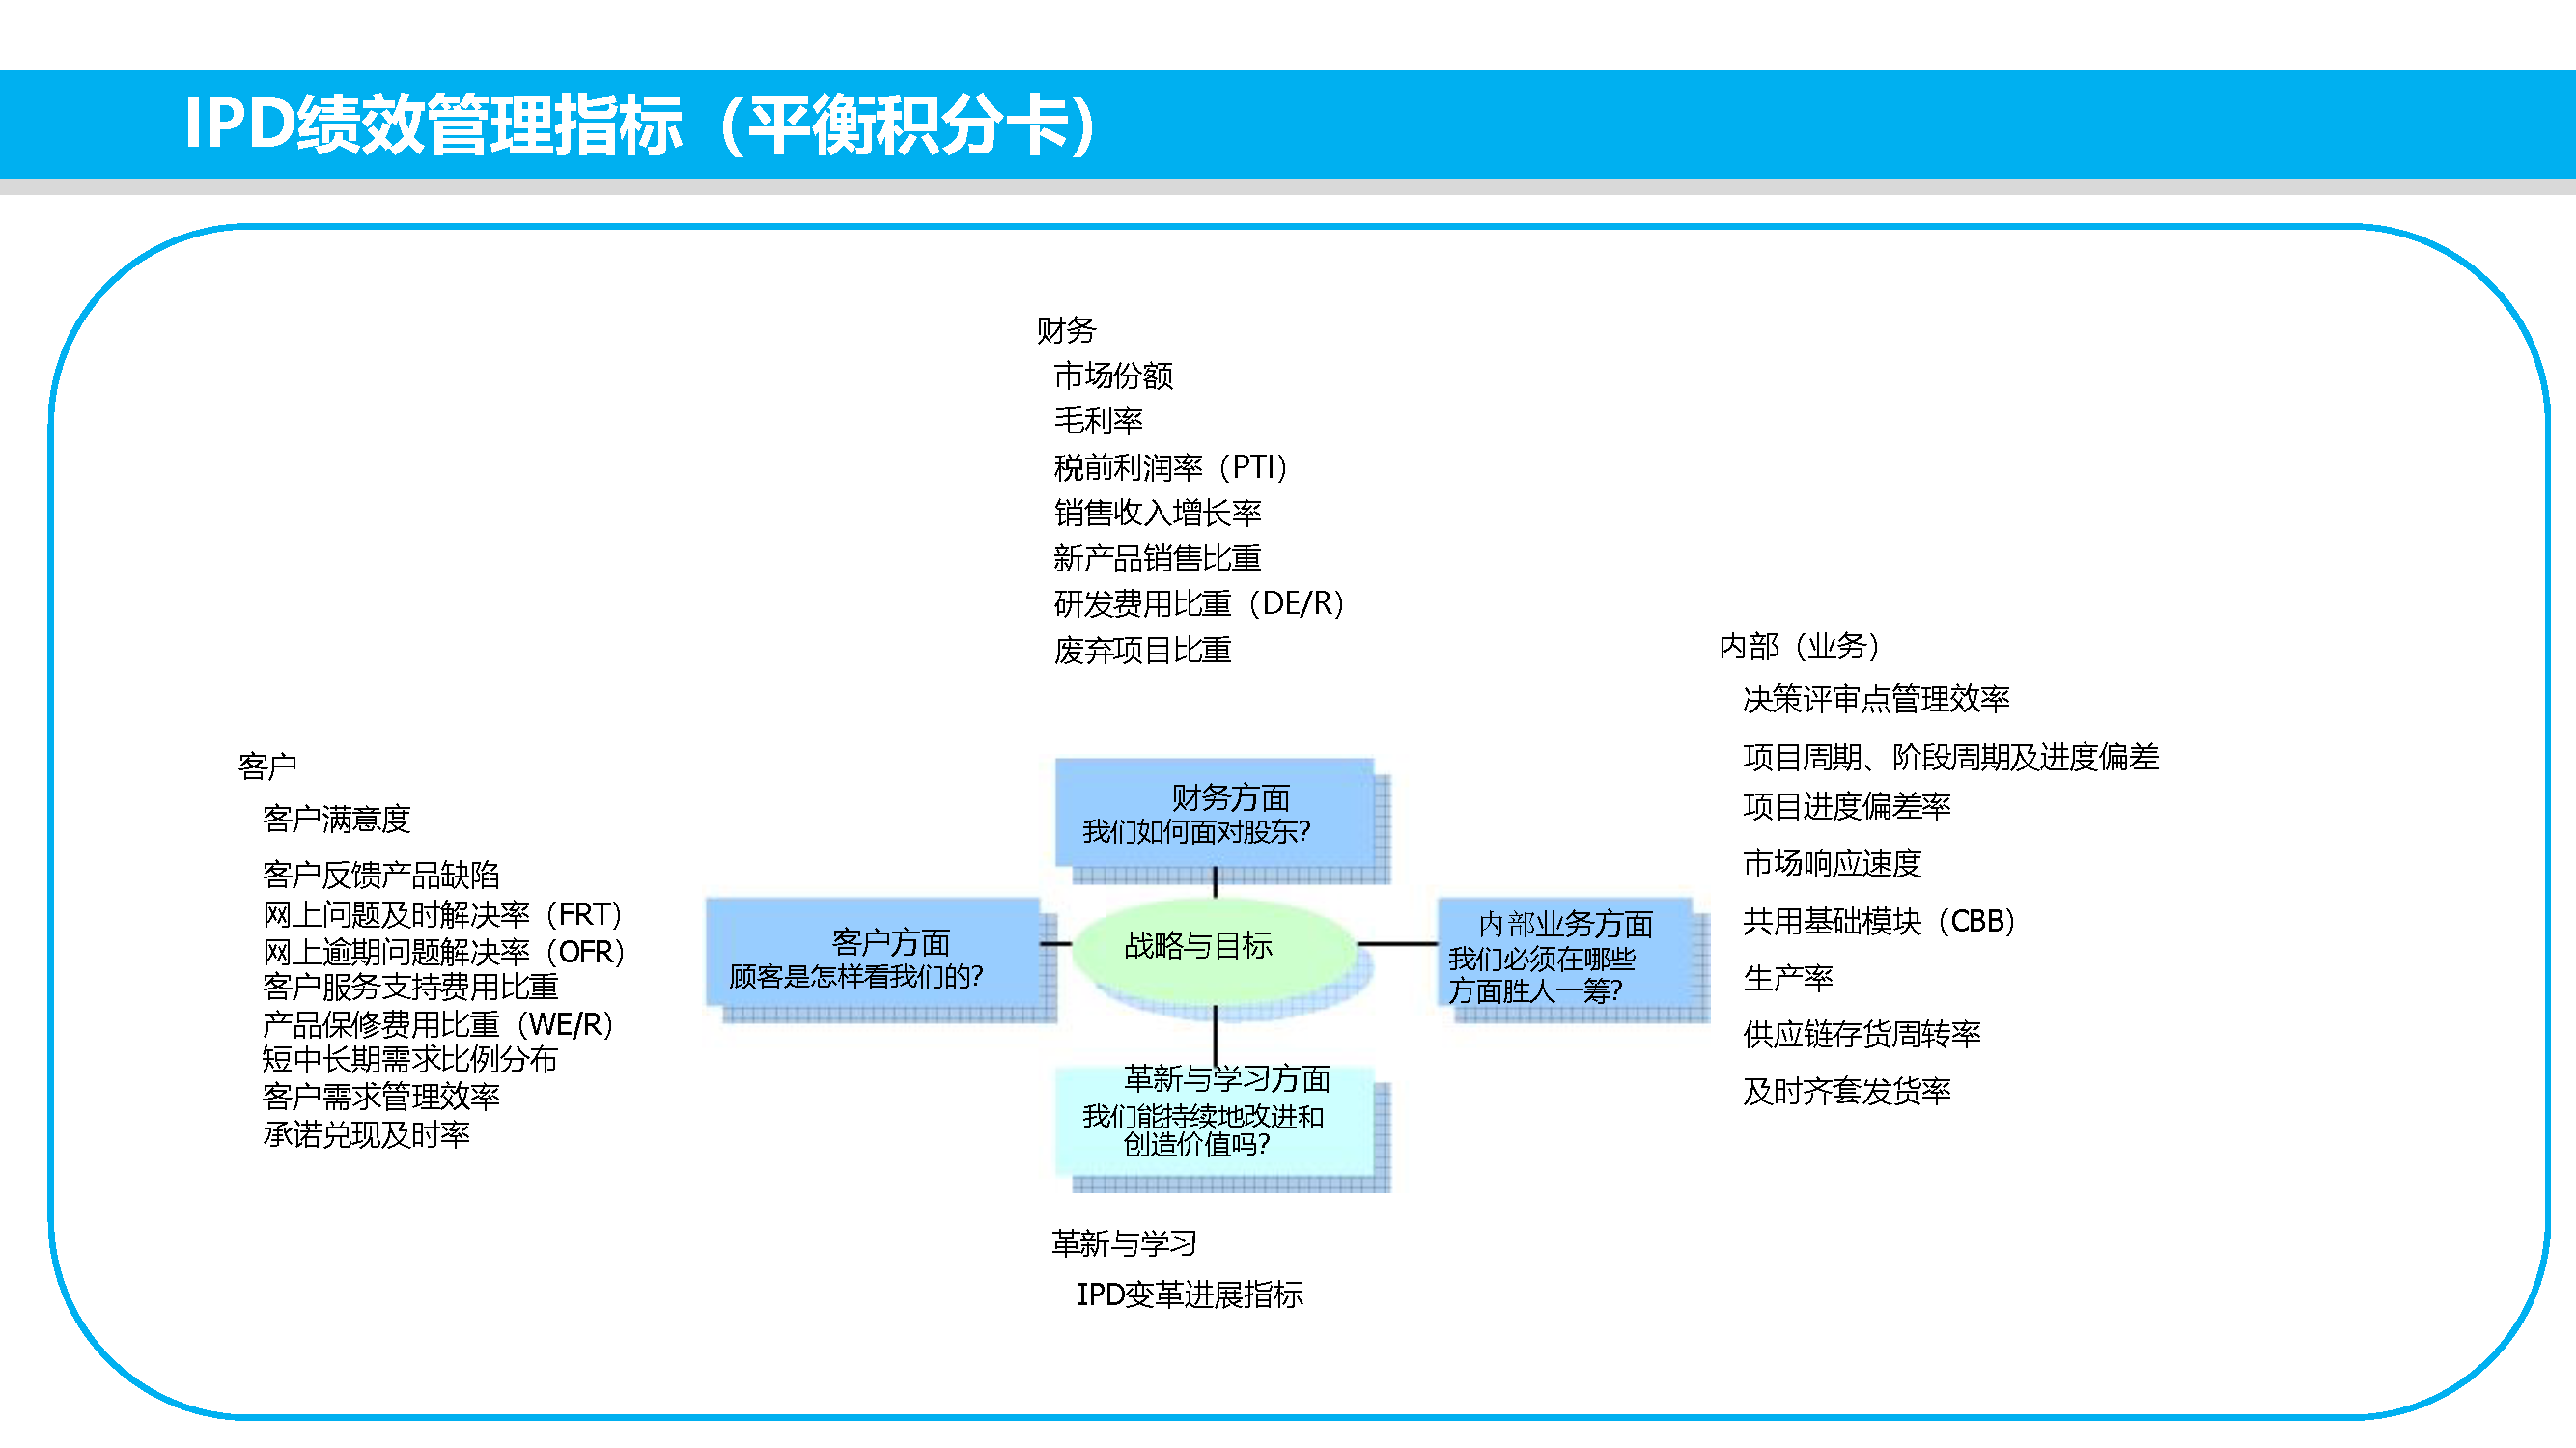 IPD绩效管理指标（平衡积分卡）
财务
市场份额
毛利率
税前利润率（PTI）
销售收入增长率
新产品销售比重
研发费用比重（DE/R）
废弃项目比重
客户
客户满意度
客户反馈产品缺陷
网上问题及时解决率（FRT）
网上逾期问题解决率（OFR）
客户服务支持费用比重
产品保修费用比重（WE/R）
短中长期需求比例分布
客户需求管理效率
承诺兑现及时率
财务方面
我们如何面对股东?
客户方面
顾客是怎样看我们的?
战略与目标
内部业务方面
我们必须在哪些
方面胜人一筹?
革新与学习方面
我们能持续地改进和
创造价值吗?
内部（业务）
决策评审点管理效率
项目周期、阶段周期及进度偏差
项目进度偏差率
市场响应速度
共用基础模块（CBB）
生产率
供应链存货周转率
及时齐套发货率
革新与学习
IPD变革进展指标